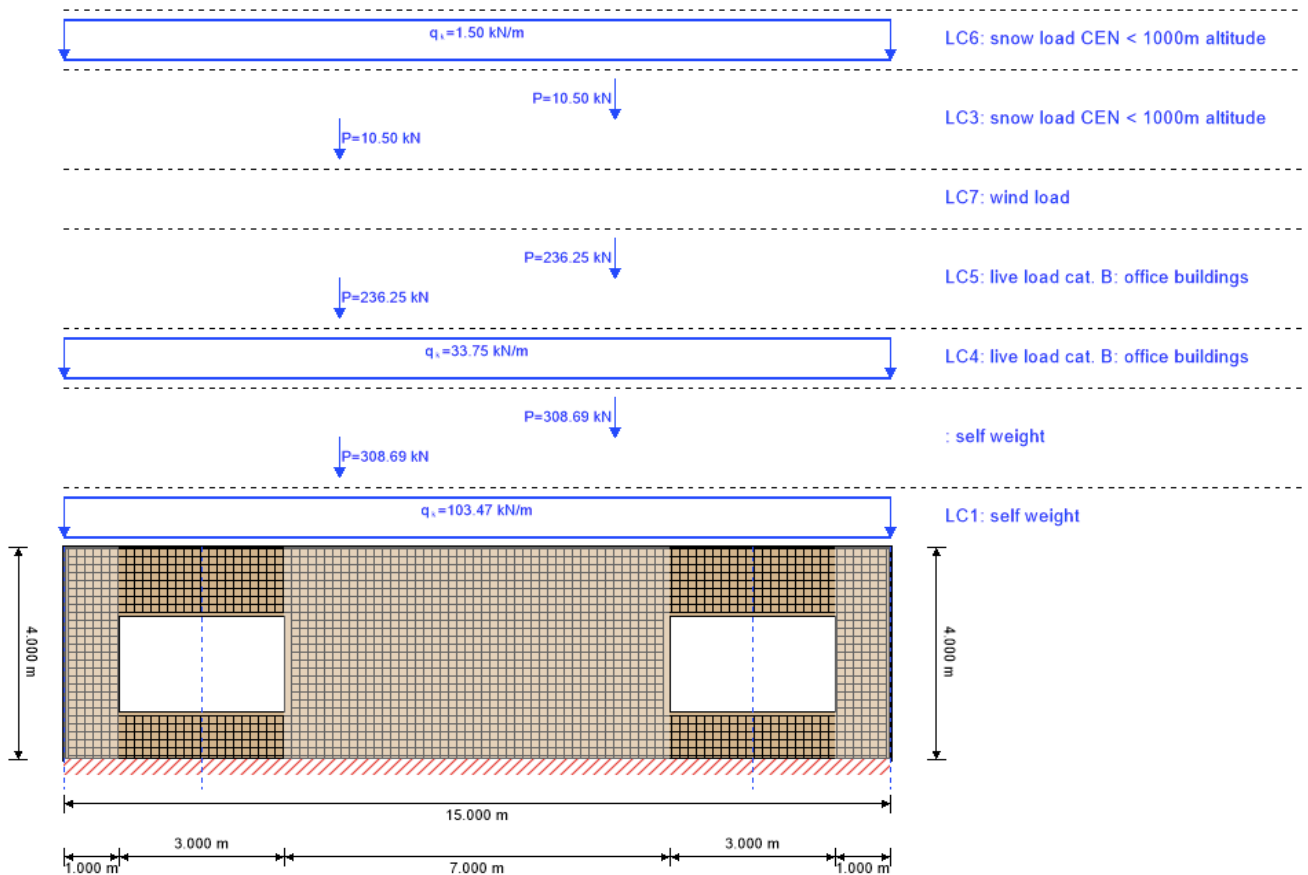 qk=1.50 kN/m
LC6: snow load CEN < 1000m altitude
P=10.50 kN
LC3: snow load CEN < 1000m altitude
P=10.50 kN
LC7: wind load
P=236.25 kN
LC5: live load cat. B: office buildings
P=236.25 kN
qk=33.75 kN/m
LC4: live load cat. B: office buildings
P=308.69 kN
: self weight
P=308.69 kN
qk=103.47 kN/m
LC1: self weight
4.000 m
4.000 m
15.000 m
3.000 m
3.000 m
1.000 m
7.000 m
1.000 m